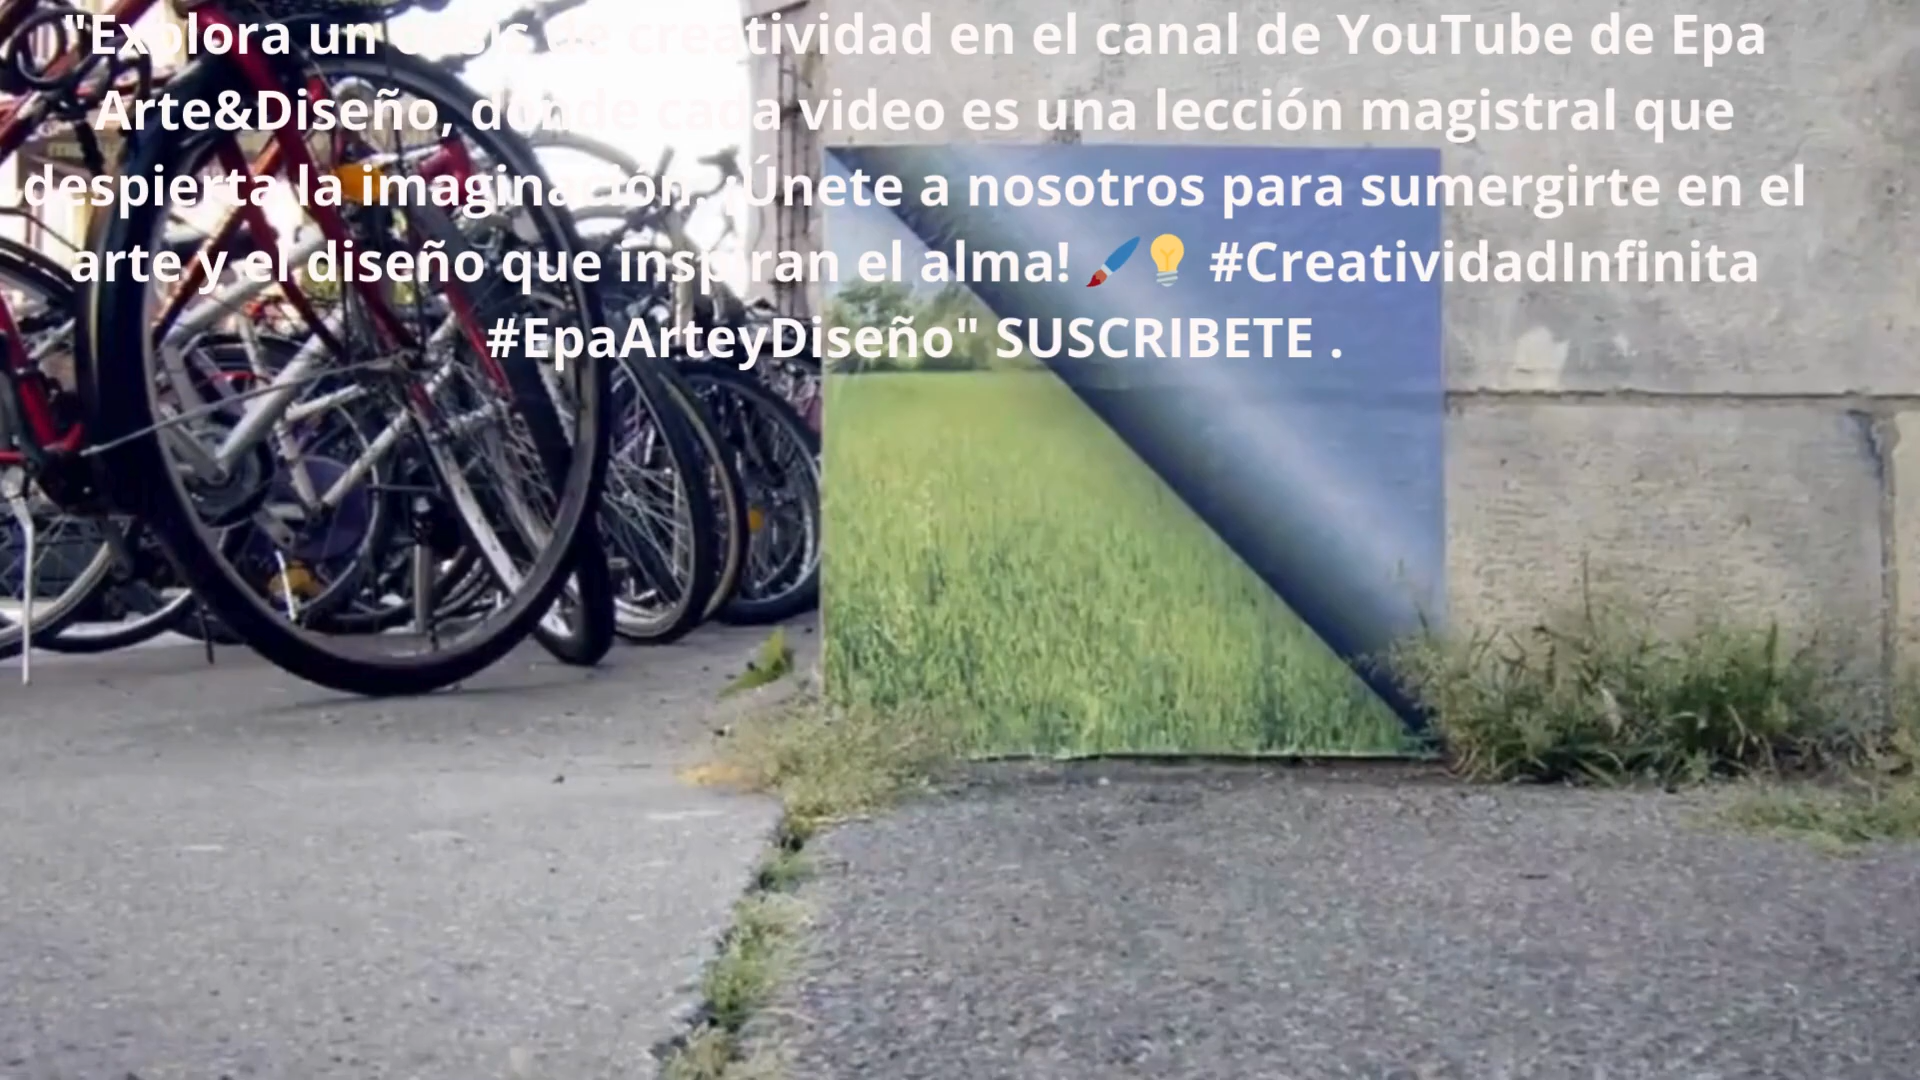 "Explora un oasis de creatividad en el canal de YouTube de Epa
Arte&Diseño, donde cada video es una lección magistral que
despierta la imaginación. ¡Únete a nosotros para sumergirte en el
arte y el diseño que inspiran el alma! 🖌️💡 #CreatividadInfinita
#EpaArteyDiseño" SUSCRIBETE .